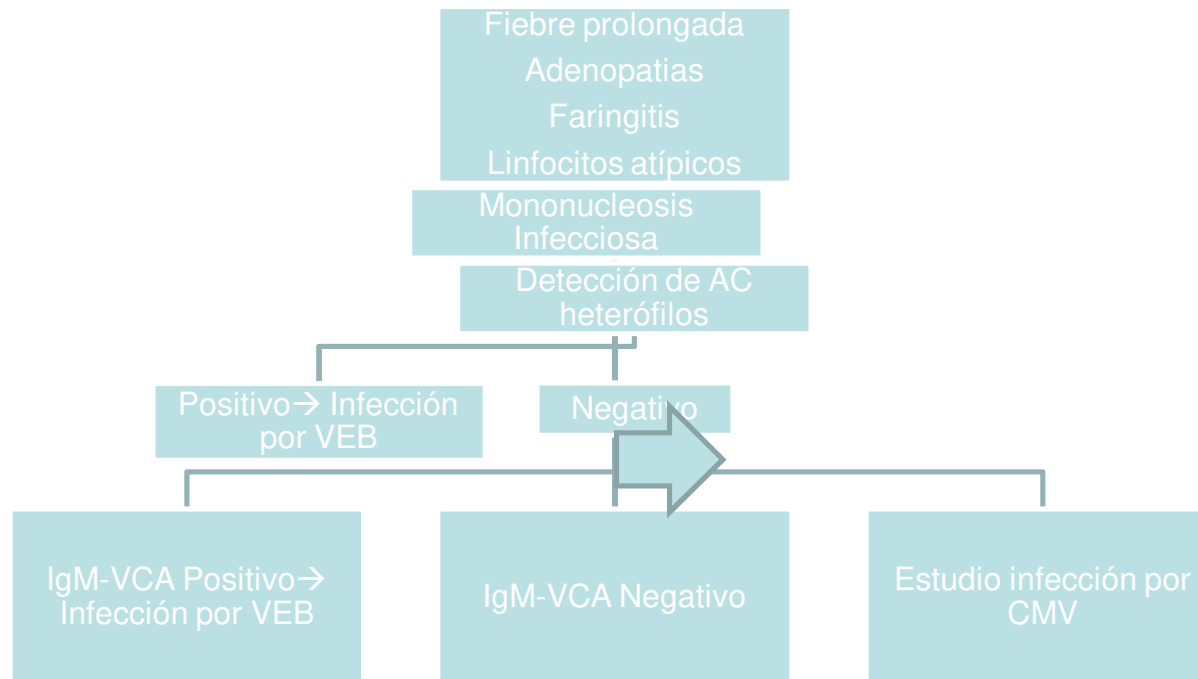 Fiebre prolongada
Adenopatias
Faringitis
Linfocitos atípicos
Mononucleosis
Infecciosa
Detección de AC
heterófilos
Positivo→ Infección
por VEB
Negativo
IgM-VCA Positivo→
Infección por VEB
IgM-VCA Negativo
Estudio infección por
CMV